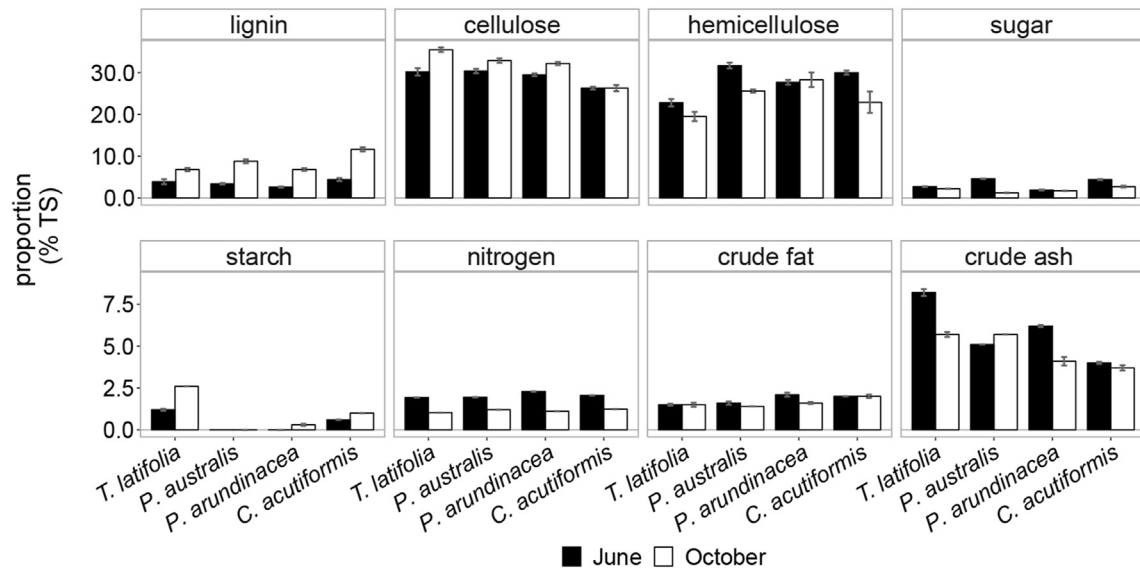 lignin cellulose hemicellulose sugar
30.0
20.0
10.0
0.0
proportion
(% TS)
starch nitrogen crude fat crude ash
7.5
5.0
2.5
0.0
T. latifolia P. australis P. arundinacea C. acutiformis T. latifolia P. australis P. arundinacea C. acutiformis T. latifolia P. australis P. arundinacea C. acutiformis T. latifolia P. australis P. arundinacea C. acutiformis
June October